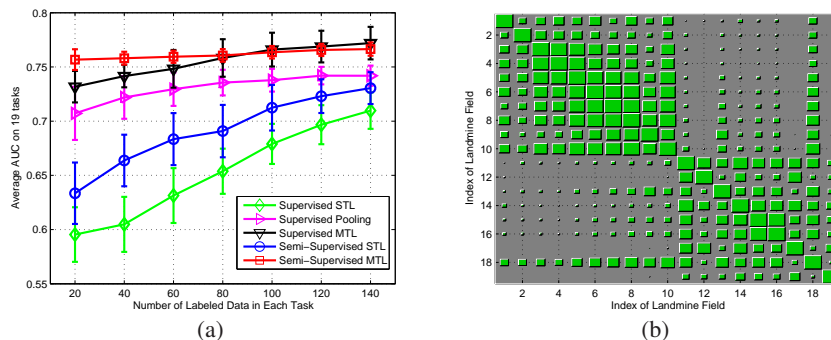 0.8
0.75
0.7
0.65
0.6
0.55
Average AUC on 19 tasks
20 40 60 80 100 120 140
Number of Labeled Data in Each Task
Supervised STL
Supervised Pooling
Supervised MTL
Semi-Supervised STL
Semi-Supervised MTL
(a)
2
4
6
8
10
12
14
16
18
Index of Landmine Field
2 4 6 8 10 12 14 16 18
Index of Landmine Field
(b)